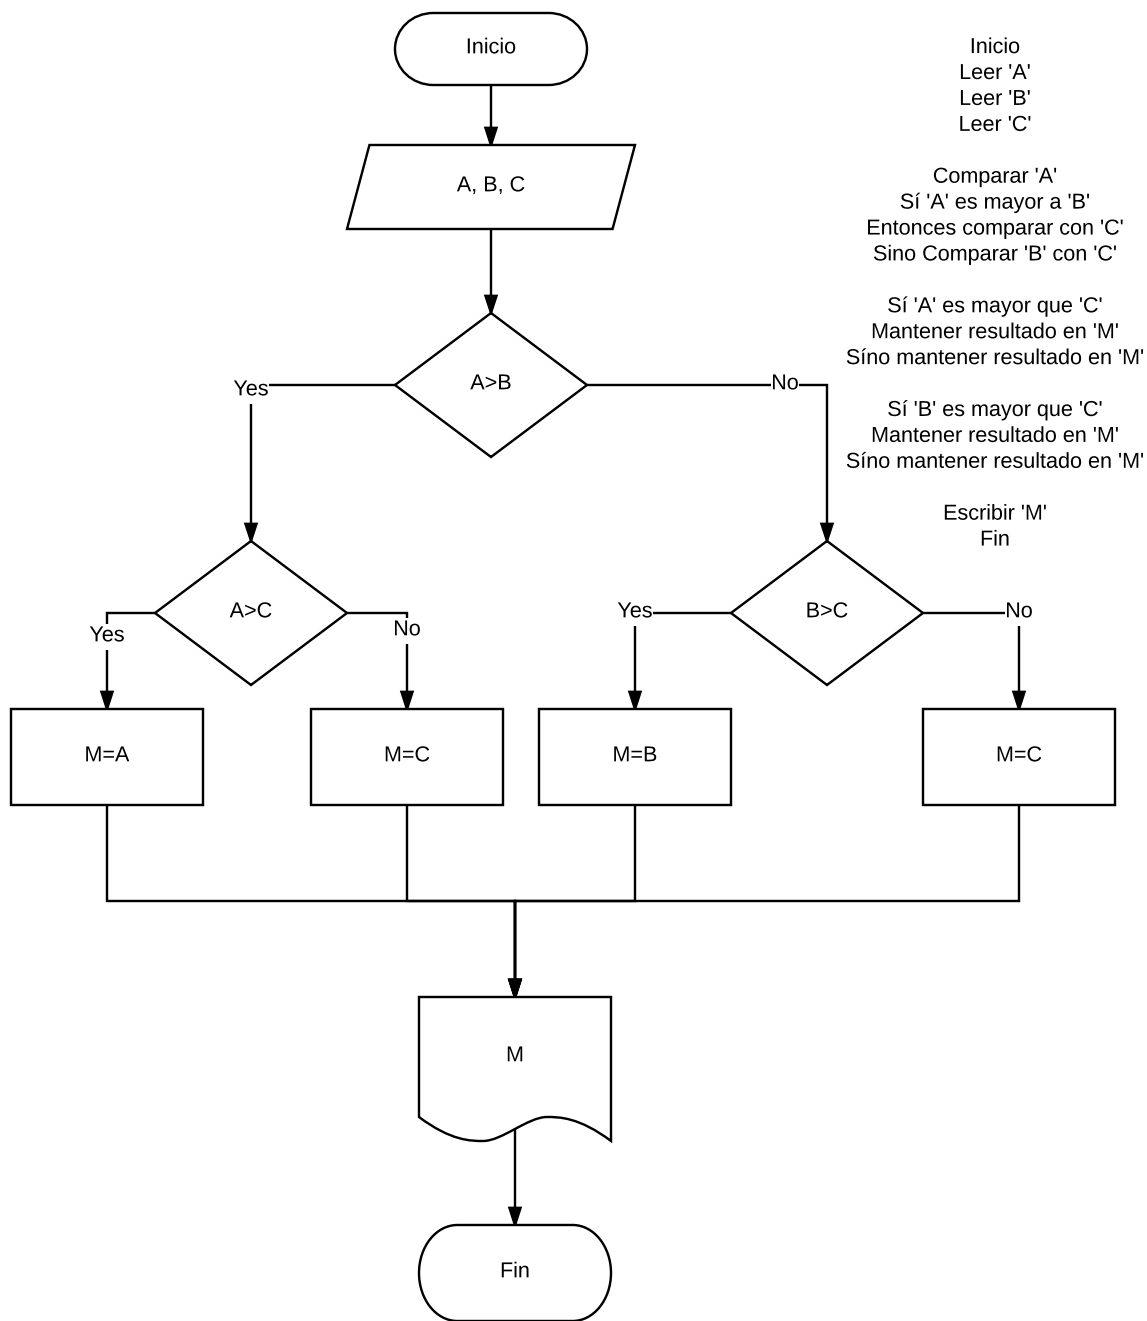 Inicio
A, B, C
A>B
Yes
No
A>C
B>C
Yes
No
Yes
No
M=A
M=C
M=B
M=C
M
Fin
Inicio
Leer 'A'
Leer 'B'
Leer 'C'
Comparar 'A'
Sí 'A' es mayor a 'B'
Entonces comparar con 'C'
Sino Comparar 'B' con 'C'
Sí 'A' es mayor que 'C'
Mantener resultado en 'M'
Síno mantener resultado en 'M'
Sí 'B' es mayor que 'C'
Mantener resultado en 'M'
Síno mantener resultado en 'M'
Escribir 'M'
Fin